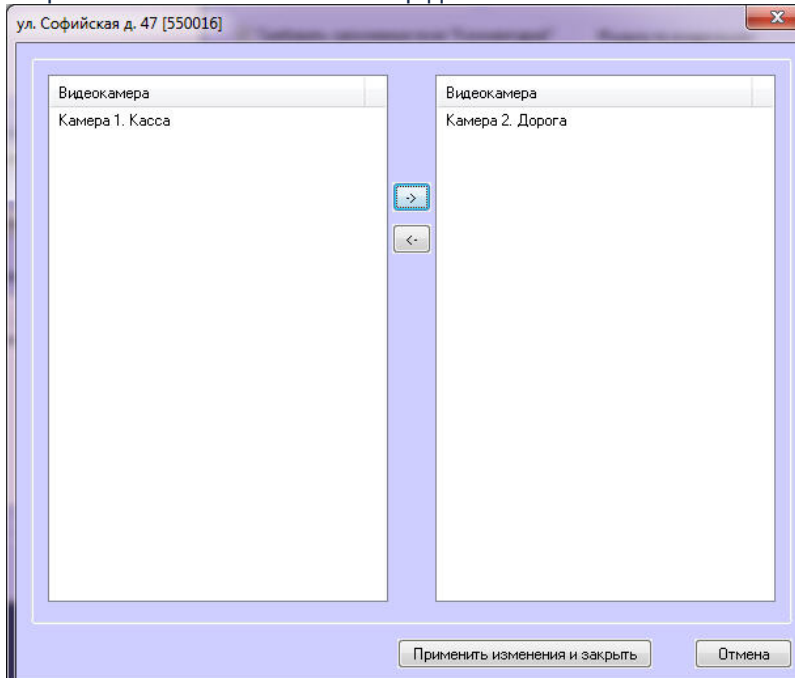 ул. Софийская д. 47 [550016]
Видеокамера
Камера 1. Касса
->
<-
Видеокамера
Камера 2. Дорога
Применить изменения и закрыть
Отмена